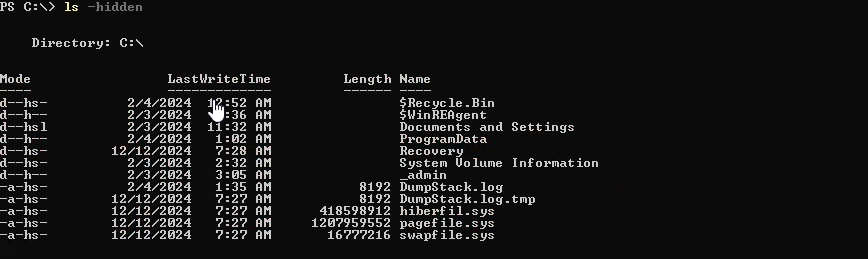 PS C:\> ls -hidden
Directory: C:\
Mode LastWriteTime Length Name
---- ------------- ------ ----
d--hs- 2/4/2024 12:52 AM $Recycle.Bin
d--h-- 2/3/2024 :36 AM $WinREAgent
d--hsl 2/3/2024 11:32 AM Documents and Settings
d--h-- 2/4/2024 1:02 AM ProgramData
d--hs- 12/12/2024 7:28 AM Recovery
d--hs- 2/3/2024 2:32 AM System Volume Information
d--h-- 2/3/2024 3:05 AM _admin
-a-hs- 2/4/2024 1:35 AM 8192 DumpStack.log
-a-hs- 12/12/2024 7:27 AM 8192 DumpStack.log.tmp
-a-hs- 12/12/2024 7:27 AM 418598912 hiberfil.sys
-a-hs- 12/12/2024 7:27 AM 1207959552 pagefile.sys
-a-hs- 12/12/2024 7:27 AM 16777216 swapfile.sys